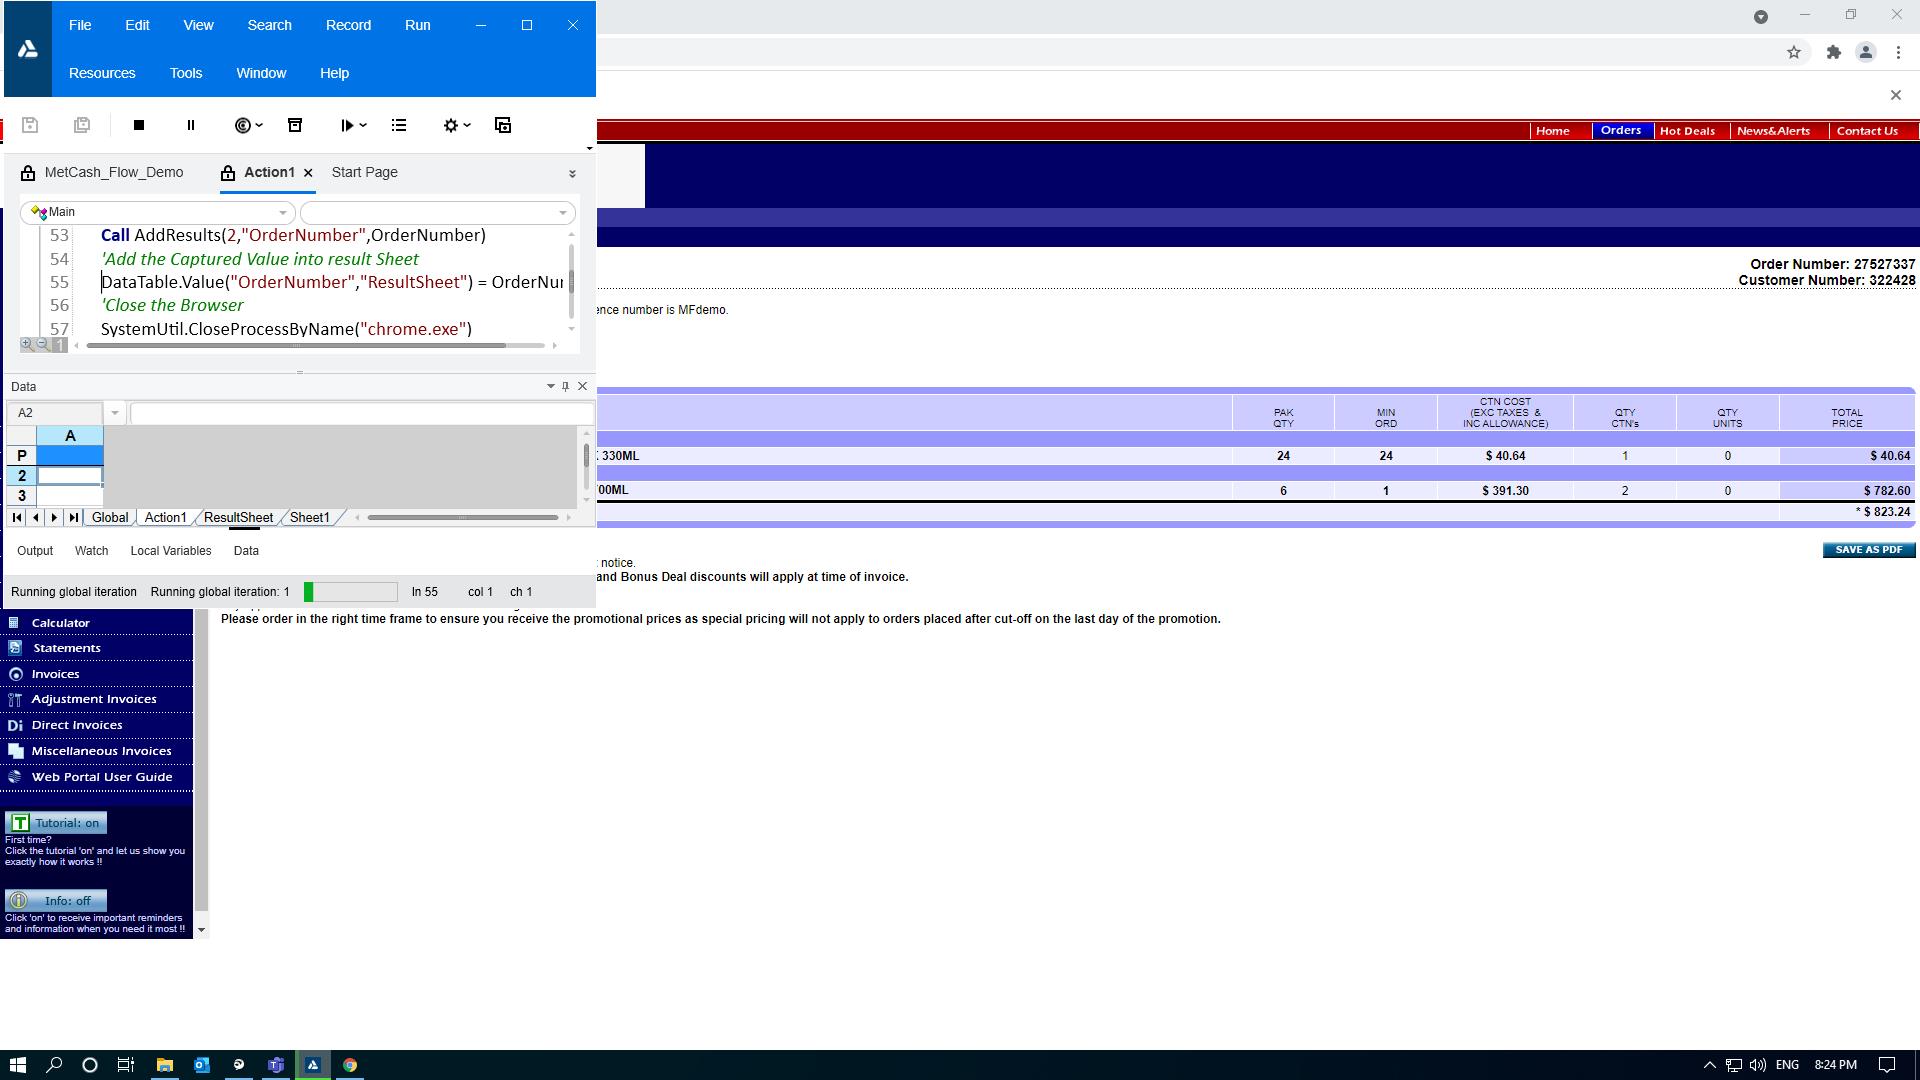 File Edit View Search Record Run
Resources Tools Window Help
MetCash_Flow_Demo Action1 Start Page
Main
53 Call AddResults(2,"OrderNumber",OrderNumber)
54 'Add the Captured Value into result Sheet
55 DataTable.Value("OrderNumber","ResultSheet") = OrderNu
56 'Close the Browser
57 SystemUtil.CloseProcessByName("chrome.exe")
1
Data
A2
A
P
2
3
Global Action1 ResultSheet Sheet1
Output Watch Local Variables Data
Running global iteration Running global iteration: 1 ln 55 col 1 ch 1
Home Orders Hot Deals News&Alerts Contact Us
Order Number: 27527337
Customer Number: 322428
ence number is MFdemo.
PAK QTY MIN ORD CTN COST (EXC TAXES & INC ALLOWANCE) QTY CTN's QTY UNITS TOTAL PRICE
330ML 24 24 $ 40.64 1 0 $ 40.64
00ML 6 1 $ 391.30 2 0 $ 782.60
* $ 823.24
SAVE AS PDF
notice.
and Bonus Deal discounts will apply at time of invoice.
Please order in the right time frame to ensure you receive the promotional prices as special pricing will not apply to orders placed after cut-off on the last day of the promotion.
Calculator
Statements
Invoices
Adjustment Invoices
Di Direct Invoices
Miscellaneous Invoices
Web Portal User Guide
T Tutorial: on
First time?
Click the tutorial 'on' and let us show you
exactly how it works !!
Info: off
Click 'on' to receive important reminders
and information when you need it most !!
ENG 8:24 PM